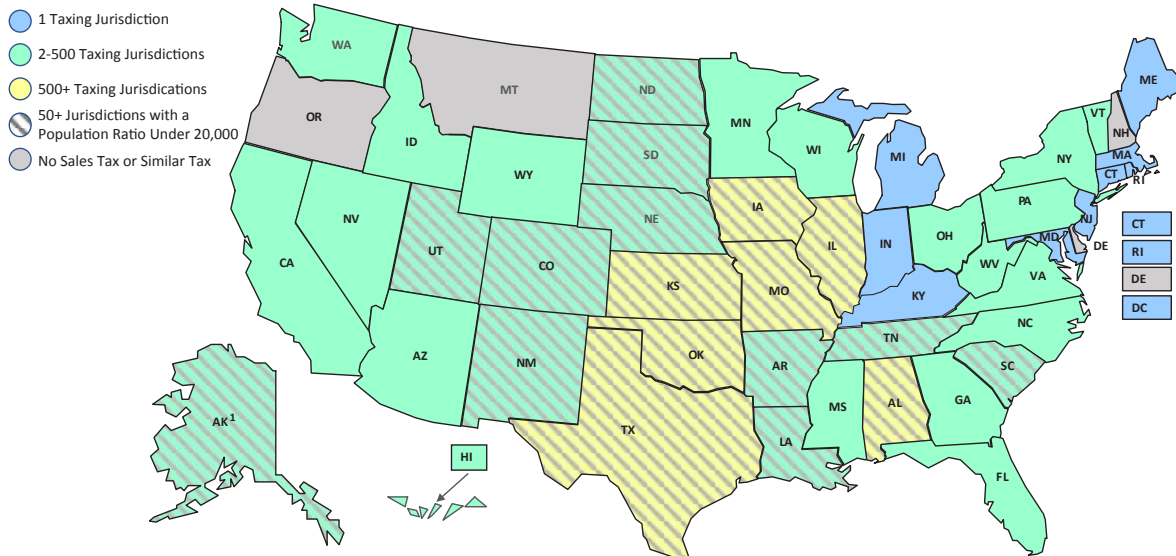 1 Taxing Jurisdiction
2-500 Taxing Jurisdictions
500+ Taxing Jurisdications
50+ Jurisdictions with a
Population Ratio Under 20,000
No Sales Tax or Similar Tax
WA
MT
ND
MN
ME
OR
ID
SD
WI
MI
VT
NH
NY
MA
CT
RI
WY
NE
IA
IL
IN
OH
PA
NJ
MD
DE
NV
UT
CO
KS
MO
KY
WV
VA
CT
RI
DE
DC
CA
AZ
NM
OK
AR
TN
NC
SC
AK1
TX
LA
MS
AL
GA
FL
HI